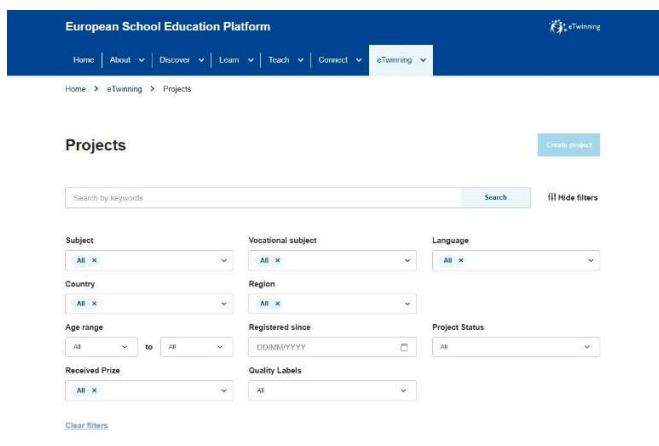 European School Education Platform
eTwinning
Home About Discover Learn Teach Connect eTwinning
Home > eTwinning > Projects
Projects
Create project
Search by keywords Search Hide filters
Subject Vocational subject Language
All × All × All ×
Country Region
All × All ×
Age range Registered since Project Status
All to All DD/MM/YYYY All
Received Prize Quality Labels
All × All
Clear filters